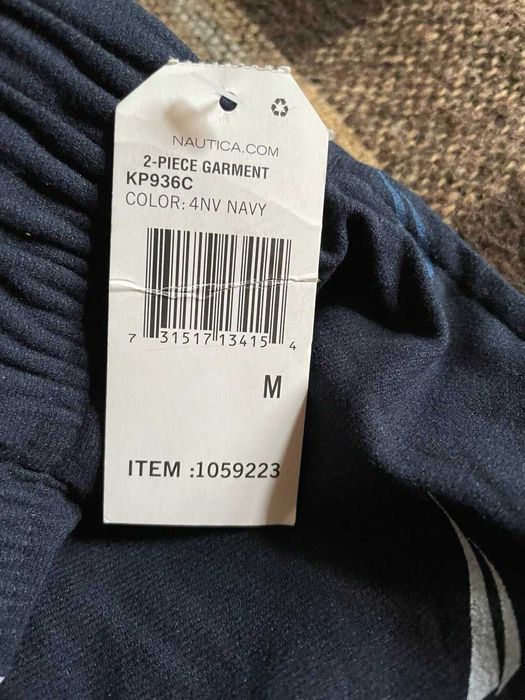 NAUTICA.COM
2-PIECE GARMENT
KP936C
COLOR: 4NV NAVY
7 31517 13415 4
M
ITEM :1059223